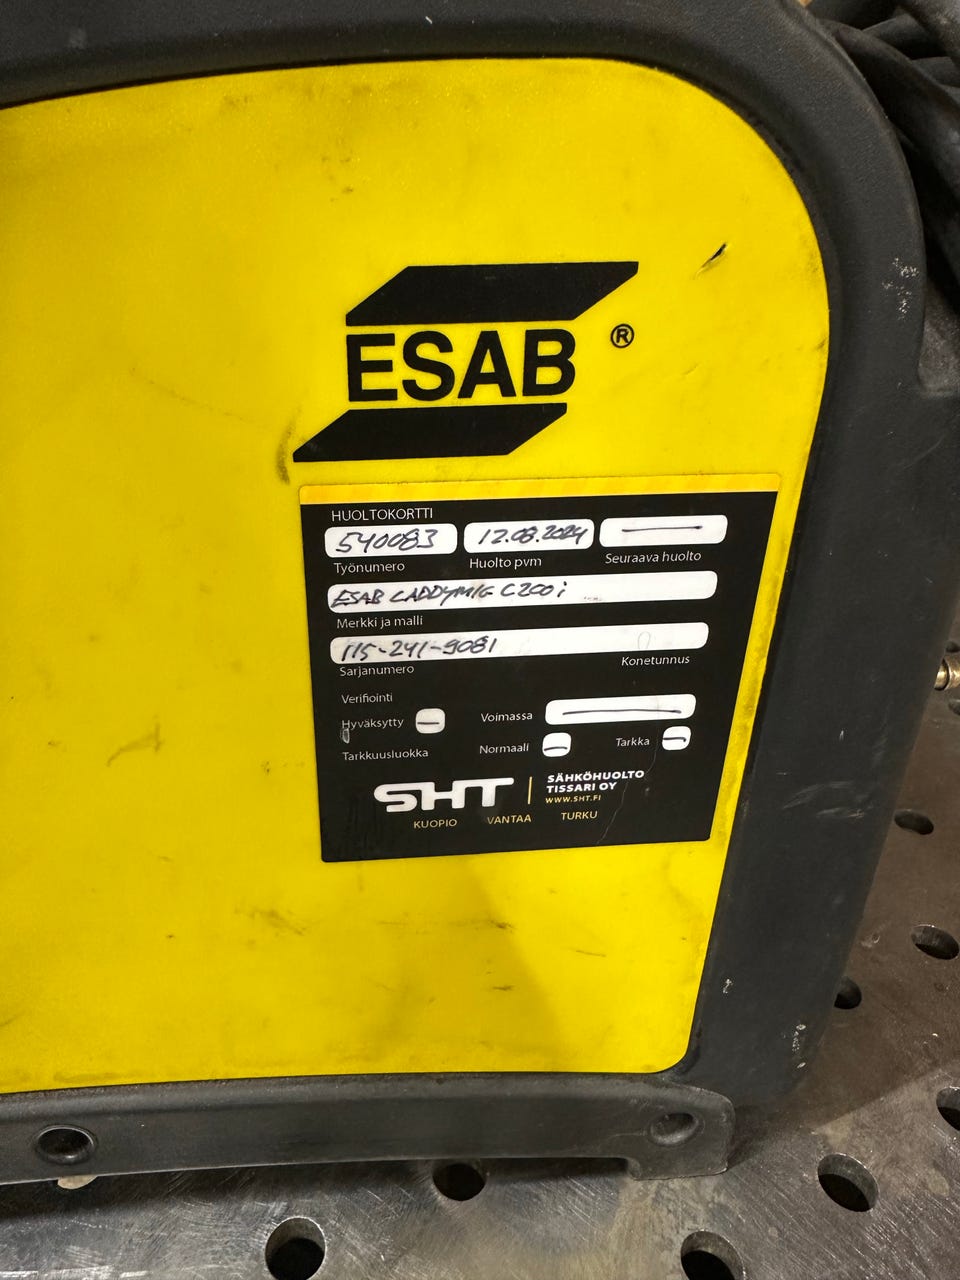 ESAB ®
HUOLTOKORTTI
540083 12.08.2024
Työnumero Huolto pvm Seuraava huolto
ESAB CADDYMIG C200i
Merkki ja malli
115-241-9081
Sarjanumero Konetunnus
Verifiointi
Hyväksytty Voimassa
Tarkkuusluokka Normaali Tarkka
SHT SÄHKÖHUOLTO
TISSARI OY
WWW.SHT.FI
KUOPIO VANTAA TURKU